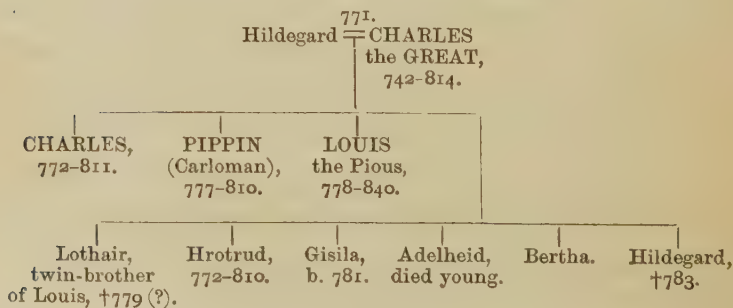 771.
Hildegard = CHARLES
the GREAT,
742-814.
CHARLES,
772-811.
PIPPIN
(Carloman),
777-810.
LOUIS
the Pious,
778-840.
Lothair,
twin-brother
of Louis, †779 (?).
Hrotrud,
772-810.
Gisila,
b. 781.
Adelheid,
died young.
Bertha.
Hildegard,
†783.